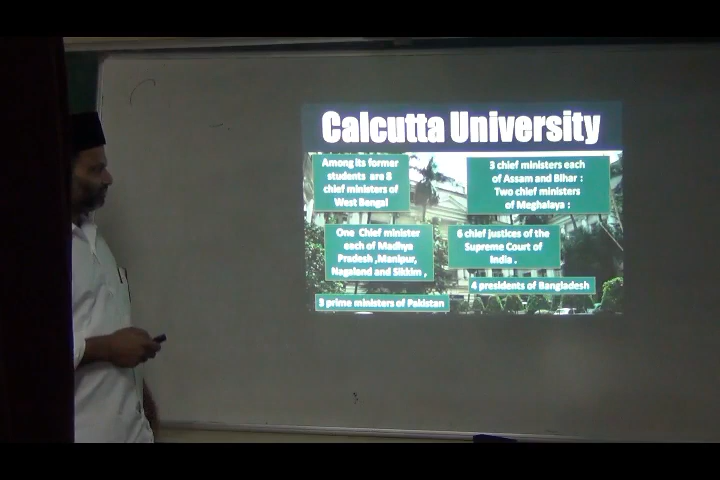 Calcutta University
Among its former
students are 8
chief ministers of
West Bengal
3 chief ministers each
of Assam and Bihar :
Two chief ministers
of Meghalaya :
One Chief minister
each of Madhya
Pradesh ,Manipur,
Nagaland and Sikkim ,
6 chief justices of the
Supreme Court of
India .
4 presidents of Bangladesh
3 prime ministers of Pakistan